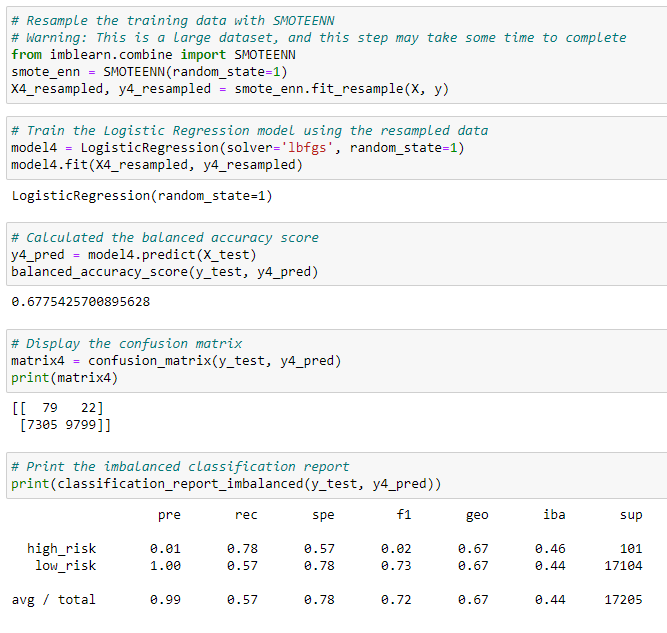 # Resample the training data with SMOTEENN
# Warning: This is a large dataset, and this step may take some time to complete
from imblearn.combine import SMOTEENN
smote_enn = SMOTEENN(random_state=1)
X4_resampled, y4_resampled = smote_enn.fit_resample(X, y)
# Train the Logistic Regression model using the resampled data
model4 = LogisticRegression(solver='lbfgs', random_state=1)
model4.fit(X4_resampled, y4_resampled)
LogisticRegression(random_state=1)
# Calculated the balanced accuracy score
y4_pred = model4.predict(X_test)
balanced_accuracy_score(y_test, y4_pred)
0.6775425700895628
# Display the confusion matrix
matrix4 = confusion_matrix(y_test, y4_pred)
print(matrix4)
[[  79   22]
 [7305 9799]]
# Print the imbalanced classification report
print(classification_report_imbalanced(y_test, y4_pred))
pre rec spe f1 geo iba sup
high_risk 0.01 0.78 0.57 0.02 0.67 0.46 101
low_risk 1.00 0.57 0.78 0.73 0.67 0.44 17104
avg / total 0.99 0.57 0.78 0.72 0.67 0.44 17205